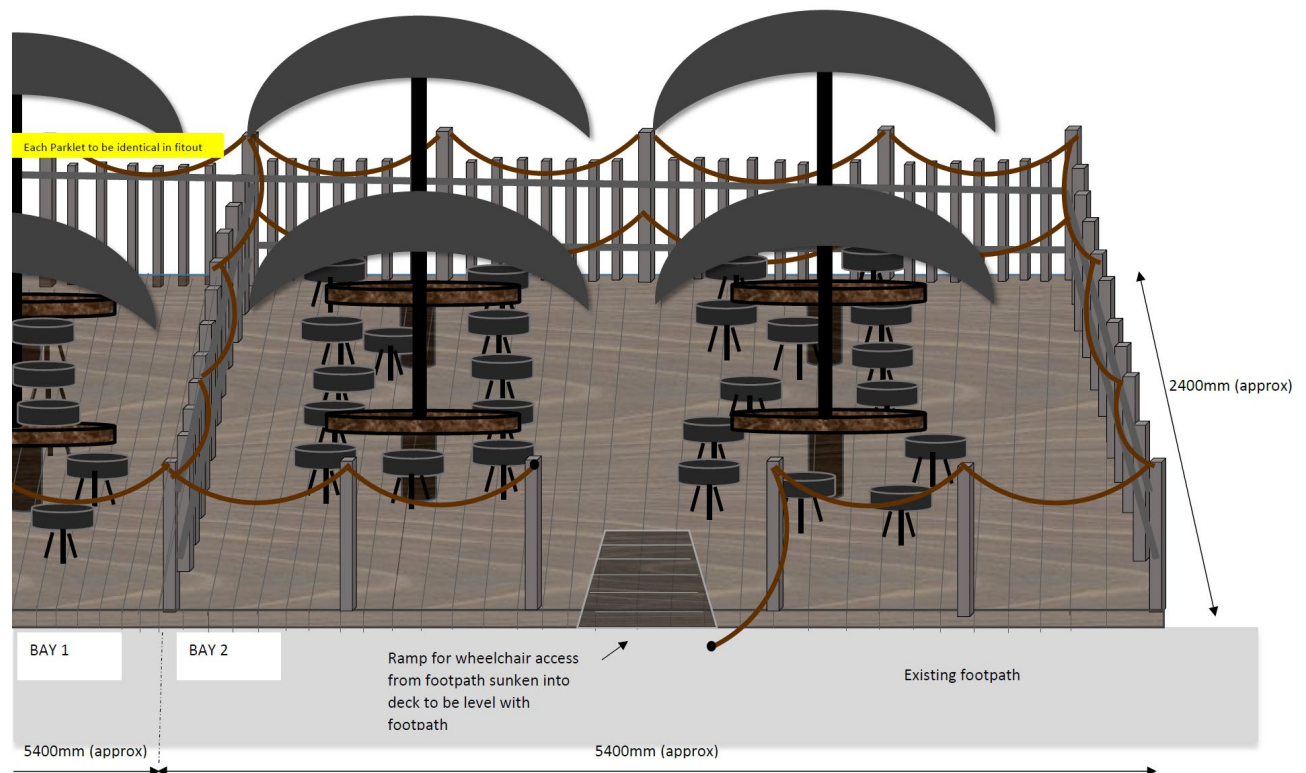 Each Parklet to be identical in fitout
2400mm (approx)
BAY 1
BAY 2
Ramp for wheelchair access
from footpath sunken into
deck to be level with
footpath
Existing footpath
5400mm (approx)
5400mm (approx)